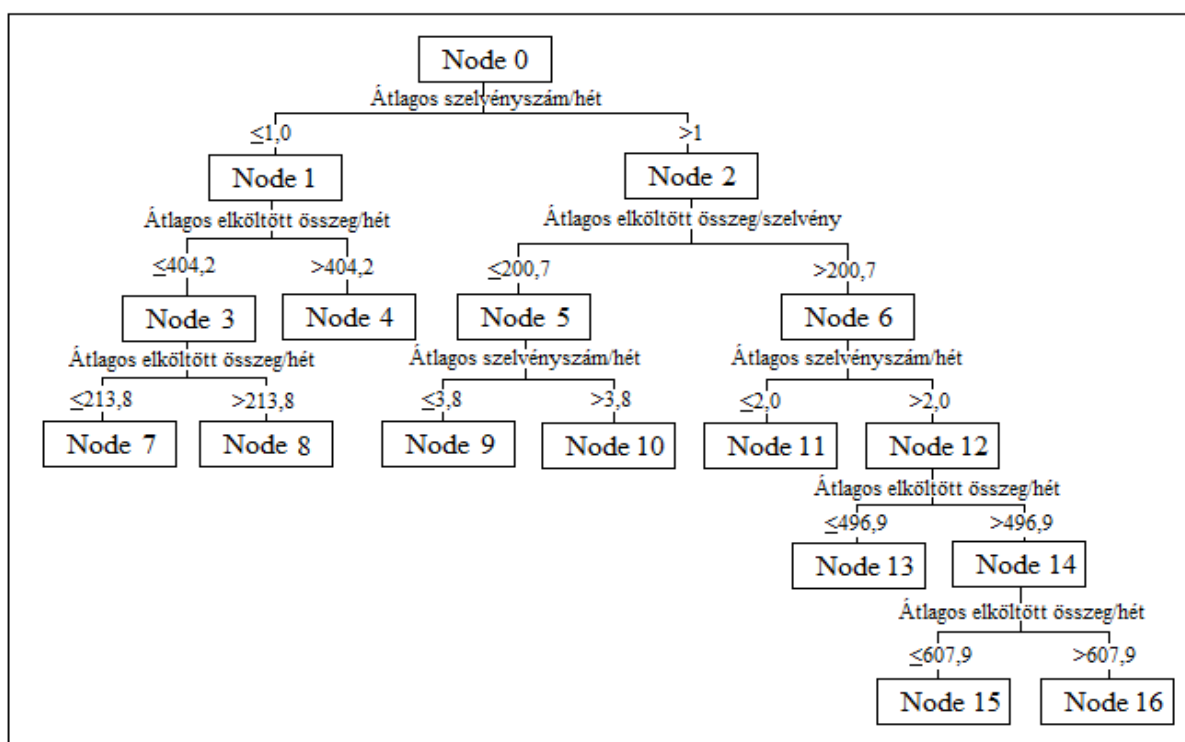 Node 0
Átlagos szelvényszám/hét
≤1,0 >1
Node 1 Node 2
Átlagos elköltött összeg/hét Átlagos elköltött összeg/szelvény
≤404,2 >404,2 ≤200,7 >200,7
Node 3 Node 4 Node 5 Node 6
Átlagos elköltött összeg/hét Átlagos szelvényszám/hét Átlagos szelvényszám/hét
≤213,8 >213,8 ≤3,8 >3,8 ≤2,0 >2,0
Node 7 Node 8 Node 9 Node 10 Node 11 Node 12
Átlagos elköltött összeg/hét
≤496,9 >496,9
Node 13 Node 14
Átlagos elköltött összeg/hét
≤607,9 >607,9
Node 15 Node 16